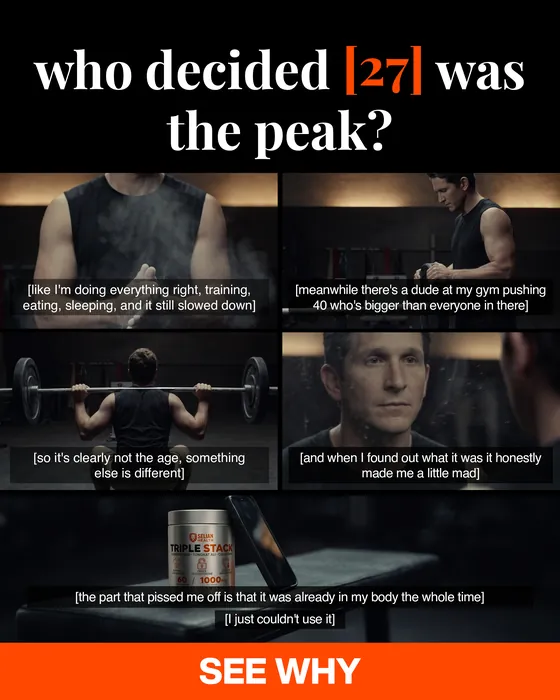 who decided [27] was
the peak?
[like I'm doing everything right, training,
eating, sleeping, and it still slowed down]
[meanwhile there's a dude at my gym pushing
40 who's bigger than everyone in there]
[so it's clearly not the age, something
else is different]
[and when I found out what it was it honestly
made me a little mad]
SELIAR
HEALTH
TRIPLE STACK
60 / 1000
[the part that pissed me off is that it was already in my body the whole time]
[I just couldn't use it]
SEE WHY